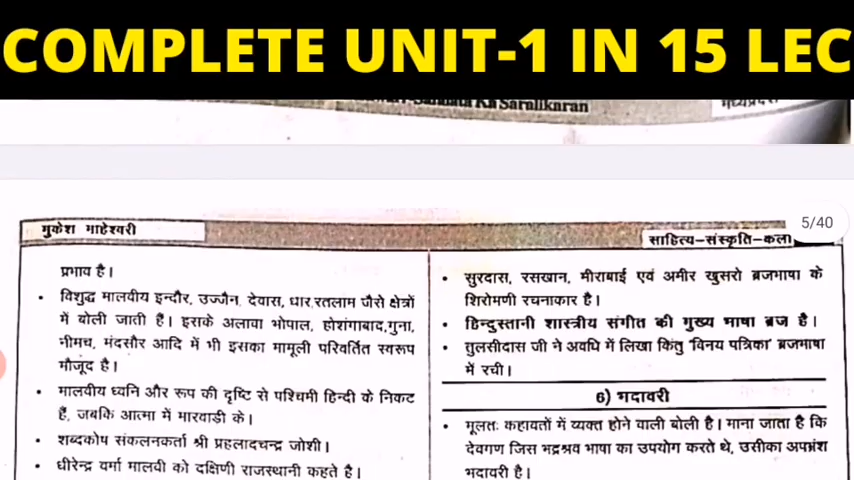 COMPLETE UNIT-1 IN 15 LEC
Ka Saralikaran
मुकेश माहेश्वरी
साहित्य–संस्कृति–कला
5/40
प्रभाव है।
• विशुद्ध मालवीय इन्दौर, उज्जैन, देवास, धार,रतलाम जैसे क्षेत्रों
में बोली जाती हैं। इसके अलावा भोपाल, होशंगाबाद,गुना,
नीमच, मंदसौर आदि में भी इसका मामूली परिवर्तित स्वरूप
मौजूद है।
• मालवीय ध्वनि और रूप की दृष्टि से पश्चिमी हिन्दी के निकट
हैं, जबकि आत्मा में मारवाड़ी के।
• शब्दकोष संकलनकर्ता श्री प्रहलादचन्द्र जोशी।
• धीरेन्द्र वर्मा मालवी को दक्षिणी राजस्थानी कहते है।
• सुरदास, रसखान, मीराबाई एवं अमीर खुसरो ब्रजभाषा के
शिरोमणी रचनाकार है।
• हिन्दुस्तानी शास्त्रीय संगीत की मुख्य भाषा ब्रज है।
• तुलसीदास जी ने अवधि में लिखा किंतु 'विनय पत्रिका' ब्रजभाषा
में रची।
6) भदावरी
• मूलतः कहावतों में व्यक्त होने वाली बोली है। माना जाता है कि
देवगण जिस भद्रश्रव भाषा का उपयोग करते थे, उसीका अपभ्रंश
भदावरी है।